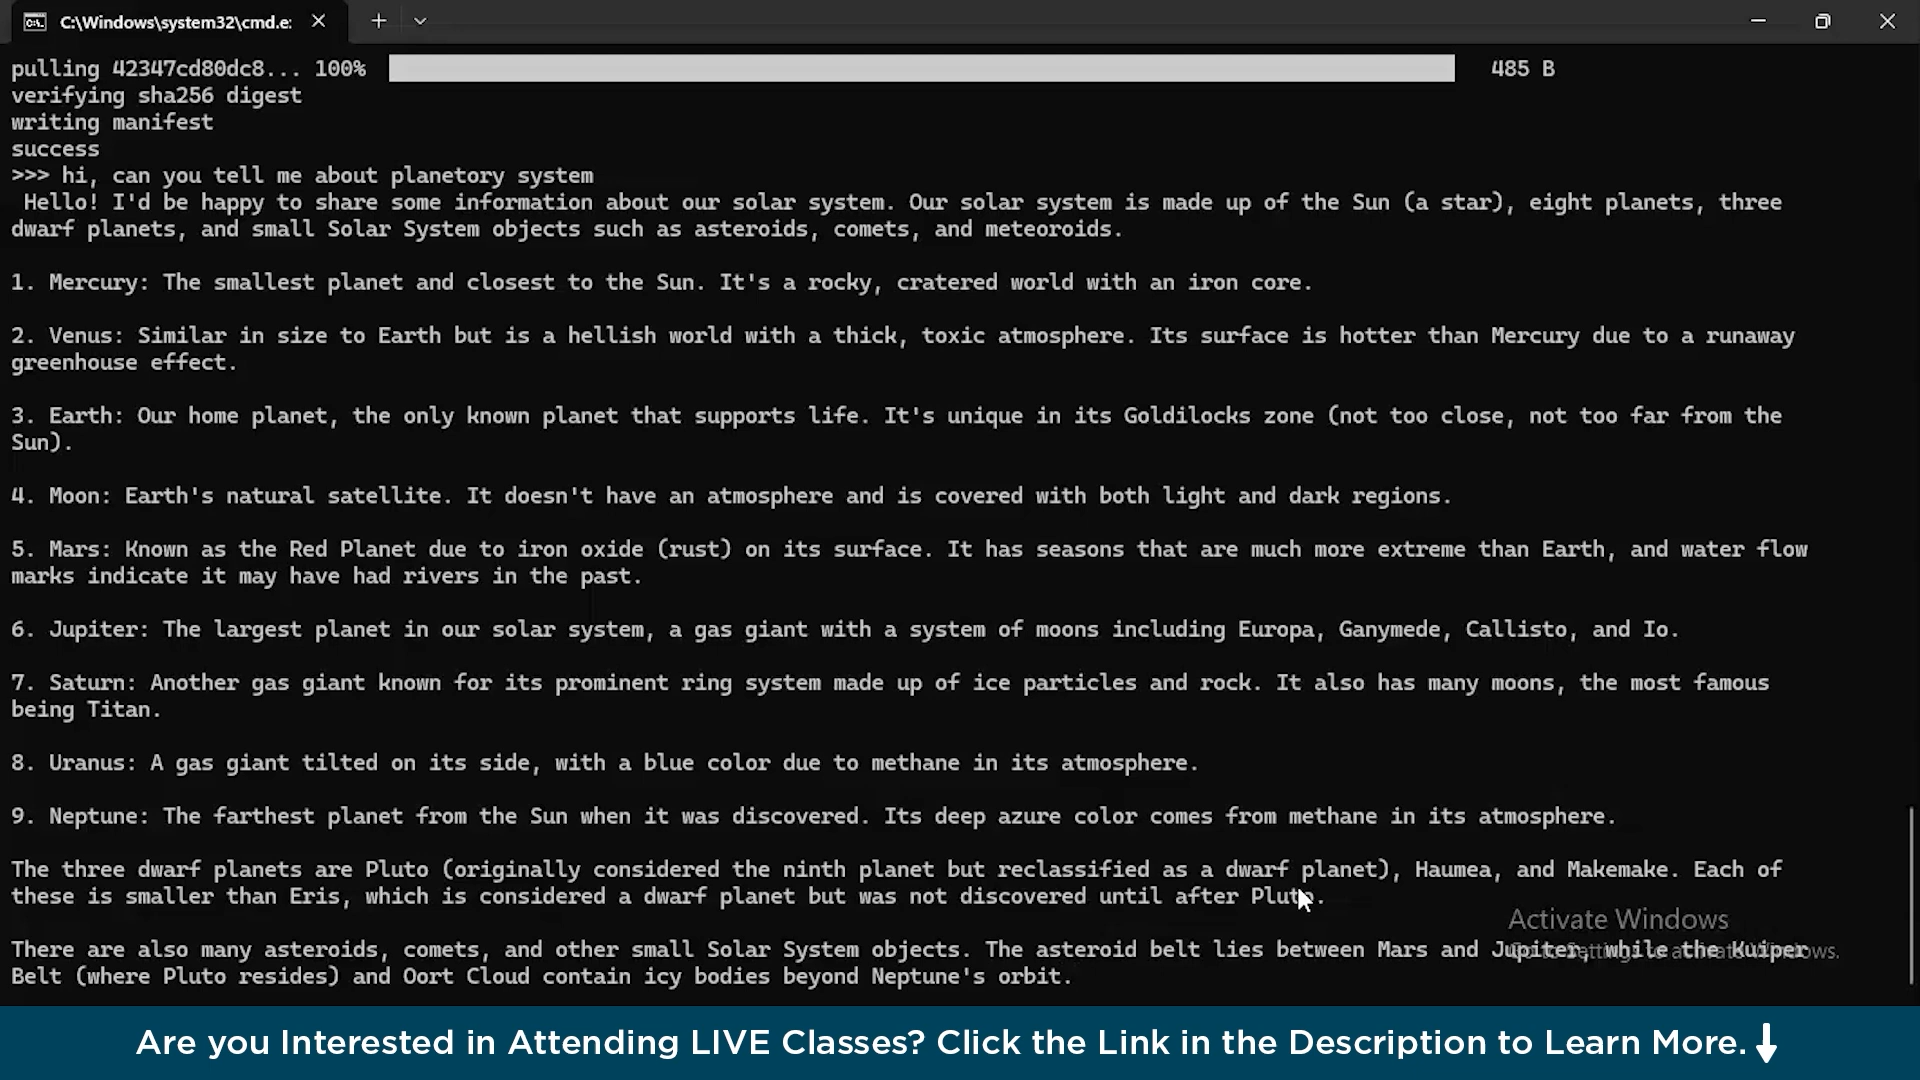 C:\Windows\system32\cmd.e:
pulling 42347cd80dc8... 100% 485 B
verifying sha256 digest
writing manifest
success
>>> hi, can you tell me about planetory system
Hello! I'd be happy to share some information about our solar system. Our solar system is made up of the Sun (a star), eight planets, three
dwarf planets, and small Solar System objects such as asteroids, comets, and meteoroids.
1. Mercury: The smallest planet and closest to the Sun. It's a rocky, cratered world with an iron core.
2. Venus: Similar in size to Earth but is a hellish world with a thick, toxic atmosphere. Its surface is hotter than Mercury due to a runaway
greenhouse effect.
3. Earth: Our home planet, the only known planet that supports life. It's unique in its Goldilocks zone (not too close, not too far from the
Sun).
4. Moon: Earth's natural satellite. It doesn't have an atmosphere and is covered with both light and dark regions.
5. Mars: Known as the Red Planet due to iron oxide (rust) on its surface. It has seasons that are much more extreme than Earth, and water flow
marks indicate it may have had rivers in the past.
6. Jupiter: The largest planet in our solar system, a gas giant with a system of moons including Europa, Ganymede, Callisto, and Io.
7. Saturn: Another gas giant known for its prominent ring system made up of ice particles and rock. It also has many moons, the most famous
being Titan.
8. Uranus: A gas giant tilted on its side, with a blue color due to methane in its atmosphere.
9. Neptune: The farthest planet from the Sun when it was discovered. Its deep azure color comes from methane in its atmosphere.
The three dwarf planets are Pluto (originally considered the ninth planet but reclassified as a dwarf planet), Haumea, and Makemake. Each of
these is smaller than Eris, which is considered a dwarf planet but was not discovered until after Pluto.
Activate Windows
There are also many asteroids, comets, and other small Solar System objects. The asteroid belt lies between Mars and Jupiter, while the Kuiper
Go to Settings to activate Windows.
Belt (where Pluto resides) and Oort Cloud contain icy bodies beyond Neptune's orbit.
Are you Interested in Attending LIVE Classes? Click the Link in the Description to Learn More.